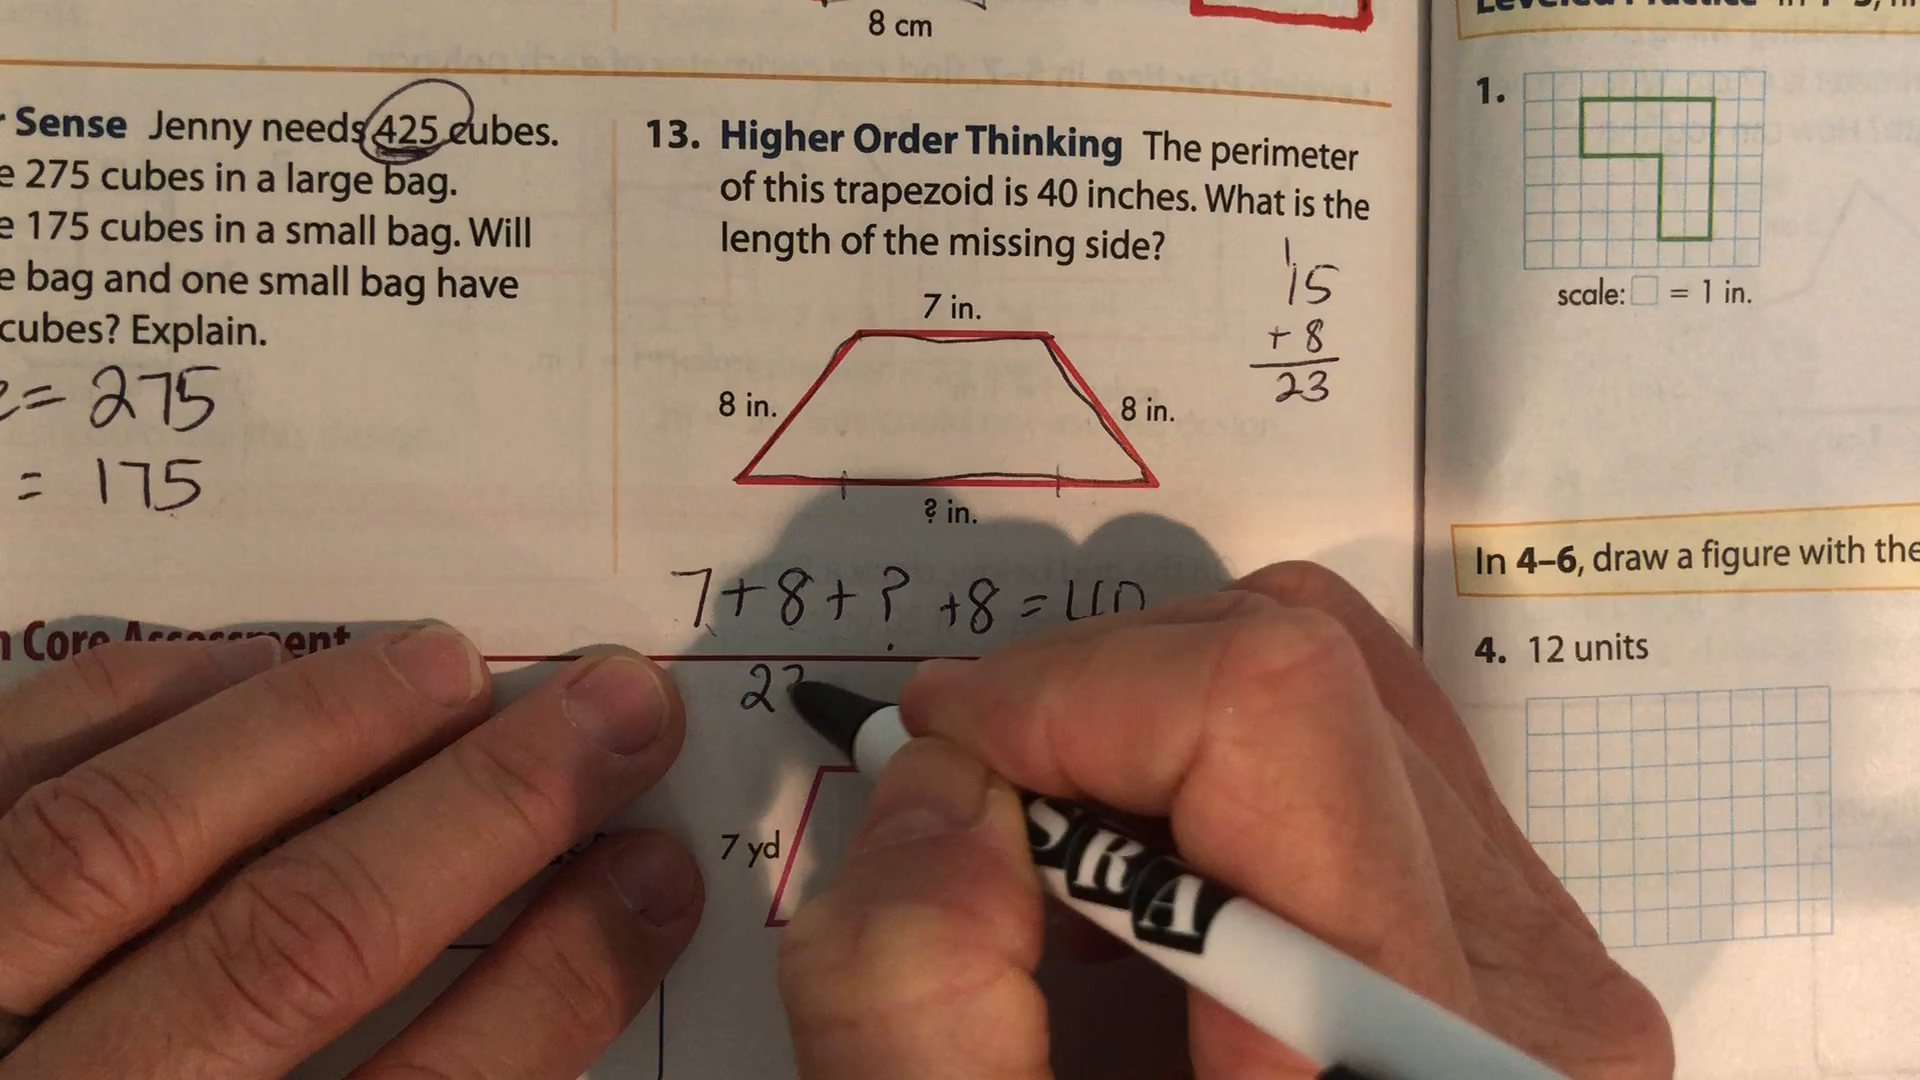 8 cm
Sense Jenny needs 425 cubes.
e 275 cubes in a large bag.
e 175 cubes in a small bag. Will
e bag and one small bag have
cubes? Explain.
= 275
= 175
Core Assessment
13. Higher Order Thinking The perimeter
of this trapezoid is 40 inches. What is the
length of the missing side?
1
15
+ 8
23
7 in.
8 in.
8 in.
? in.
7+8+? +8=40
23
7 yd
SKA
1.
scale: = 1 in.
In 4–6, draw a figure with the
4. 12 units